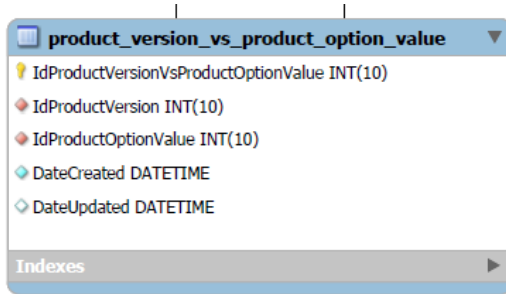 product_version_vs_product_option_value
IdProductVersionVsProductOptionValue INT(10)
IdProductVersion INT(10)
IdProductOptionValue INT(10)
DateCreated DATETIME
DateUpdated DATETIME
Indexes